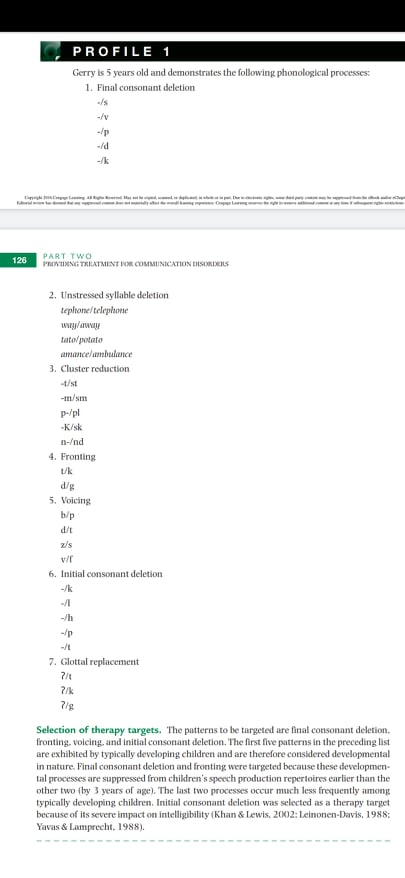 PROFILE 1
Gerry is 5 years old and demonstrates the following phonological processes:
1. Final consonant deletion
-/s
-/v
-/p
-/d
-/k
Copyright 2016 Cengage Learning. All Rights Reserved. May not be copied, scanned, or duplicated, in whole or in part. Due to electronic rights, some third party content may be suppressed from the eBook and/or eChap
Editorial review has deemed that any suppressed content does not materially affect the overall learning experience. Cengage Learning reserves the right to remove additional content at any time if subsequent rights restrictions
126
PART TWO
PROVIDING TREATMENT FOR COMMUNICATION DISORDERS
2. Unstressed syllable deletion
tephone/telephone
way/away
tato/potato
amance/ambulance
3. Cluster reduction
-t/st
-m/sm
p-/pl
-K/sk
n-/nd
4. Fronting
t/k
d/g
5. Voicing
b/p
d/t
z/s
v/f
6. Initial consonant deletion
-/k
-/l
-/h
-/p
-/t
7. Glottal replacement
ʔ/t
ʔ/k
ʔ/g
Selection of therapy targets. The patterns to be targeted are final consonant deletion,
fronting, voicing, and initial consonant deletion. The first five patterns in the preceding list
are exhibited by typically developing children and are therefore considered developmental
in nature. Final consonant deletion and fronting were targeted because these developmen-
tal processes are suppressed from children's speech production repertoires earlier than the
other two (by 3 years of age). The last two processes occur much less frequently among
typically developing children. Initial consonant deletion was selected as a therapy target
because of its severe impact on intelligibility (Khan & Lewis, 2002; Leinonen-Davis, 1988;
Yavas & Lamprecht, 1988).